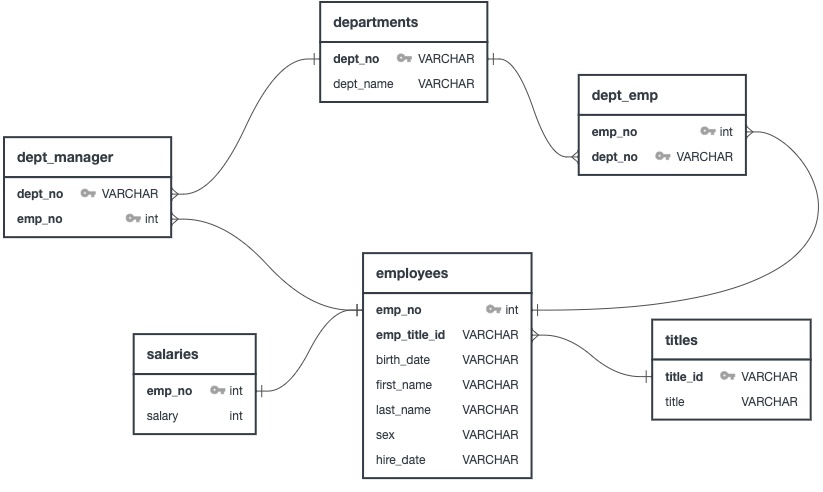 departments
dept_no VARCHAR
dept_name VARCHAR
dept_emp
emp_no int
dept_no VARCHAR
dept_manager
dept_no VARCHAR
emp_no int
employees
emp_no int
emp_title_id VARCHAR
birth_date VARCHAR
first_name VARCHAR
last_name VARCHAR
sex VARCHAR
hire_date VARCHAR
salaries
emp_no int
salary int
titles
title_id VARCHAR
title VARCHAR